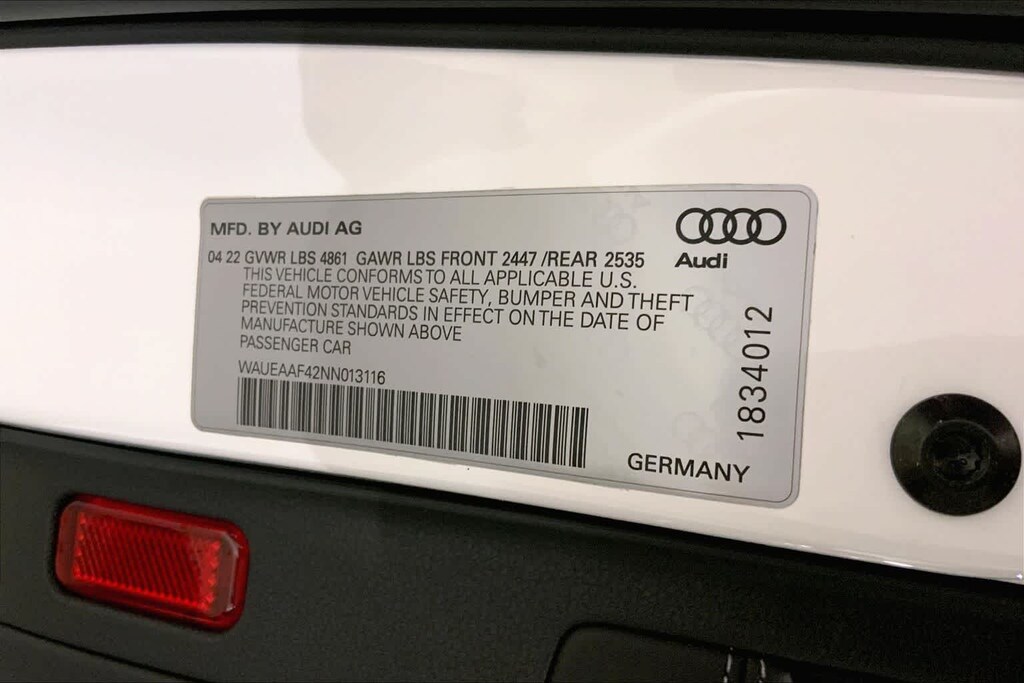 MFD. BY AUDI AG
Audi
04 22 GVWR LBS 4861 GAWR LBS FRONT 2447 /REAR 2535
THIS VEHICLE CONFORMS TO ALL APPLICABLE U.S.
FEDERAL MOTOR VEHICLE SAFETY, BUMPER AND THEFT
PREVENTION STANDARDS IN EFFECT ON THE DATE OF
MANUFACTURE SHOWN ABOVE
PASSENGER CAR
WAUEAAF42NN013116
1834012
GERMANY